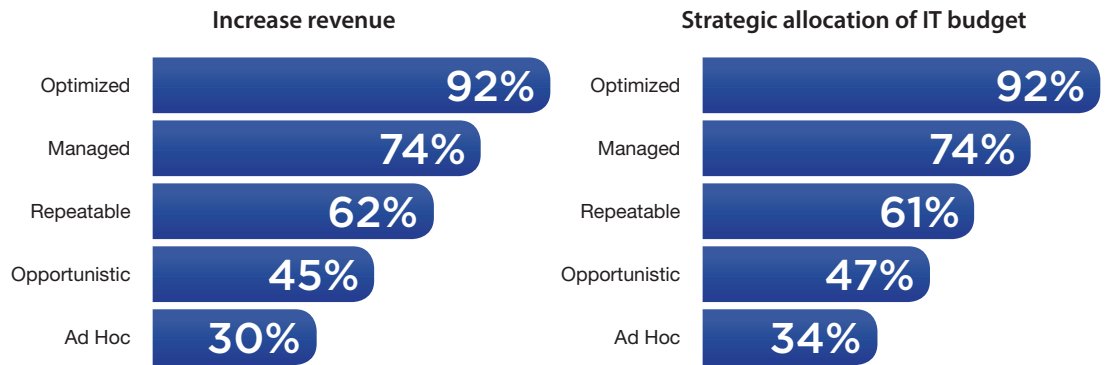 Increase revenue
Optimized 92%
Managed 74%
Repeatable 62%
Opportunistic 45%
Ad Hoc 30%
Strategic allocation of IT budget
Optimized 92%
Managed 74%
Repeatable 61%
Opportunistic 47%
Ad Hoc 34%